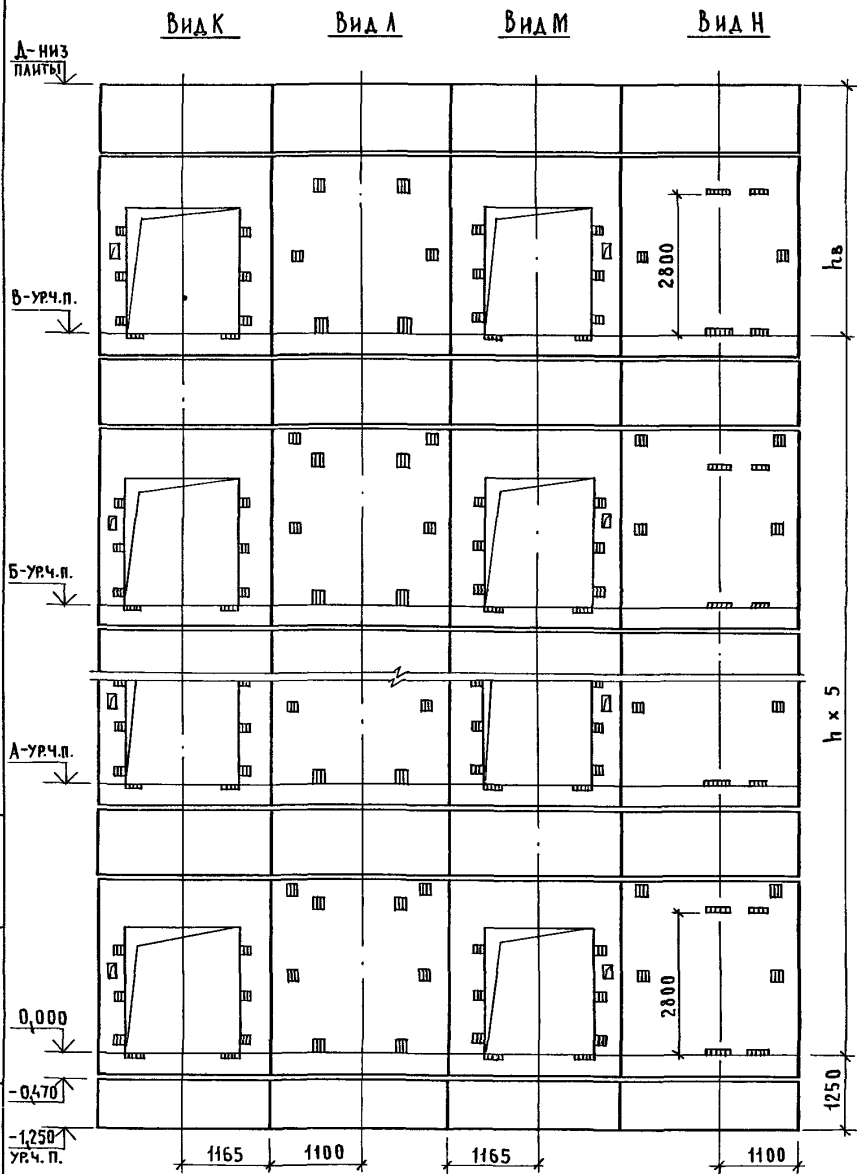 Вид К Вид Л Вид М Вид Н
Д-низ
плиты
2800
hв
В-ур.ч.п.
Б-ур.ч.п.
h x 5
А-ур.ч.п.
2800
0,000
-0,470
1250
-1,250
ур.ч.п.
1165 1100 1165 1100